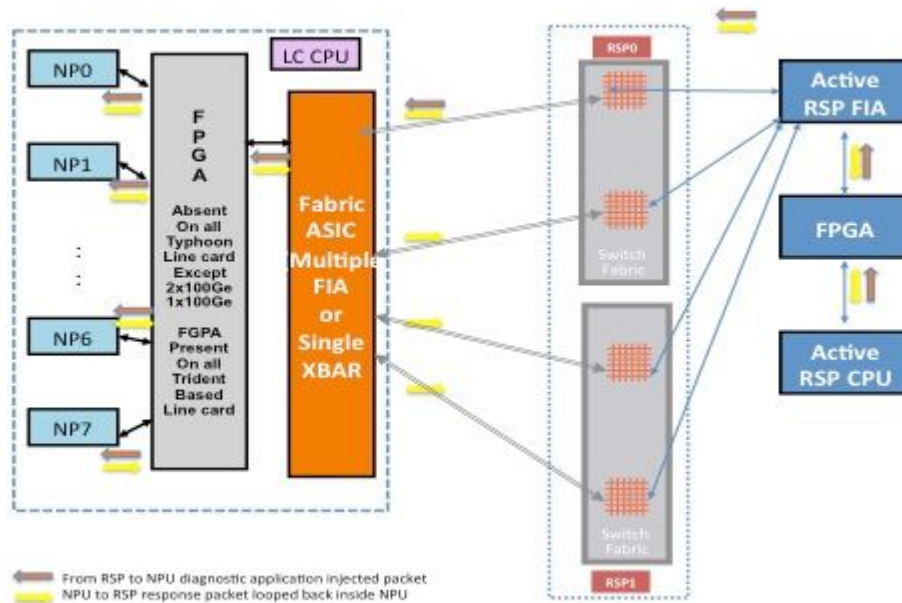 NP0
NP1
NP6
NP7
F
P
G
A
Absent
On all
Typhoon
Line card
Except
2x100Ge
1x100Ge
FGPA
Present
On all
Trident
Based
Line card
LC CPU
Fabric
ASIC
(Multiple
FIA
or
Single
XBAR
RSP0
Switch Fabric
Switch
Fabric
RSP1
Active
RSP FIA
FPGA
Active
RSP CPU
From RSP to NPU diagnostic application injected packet
NPU to RSP response packet looped back inside NPU